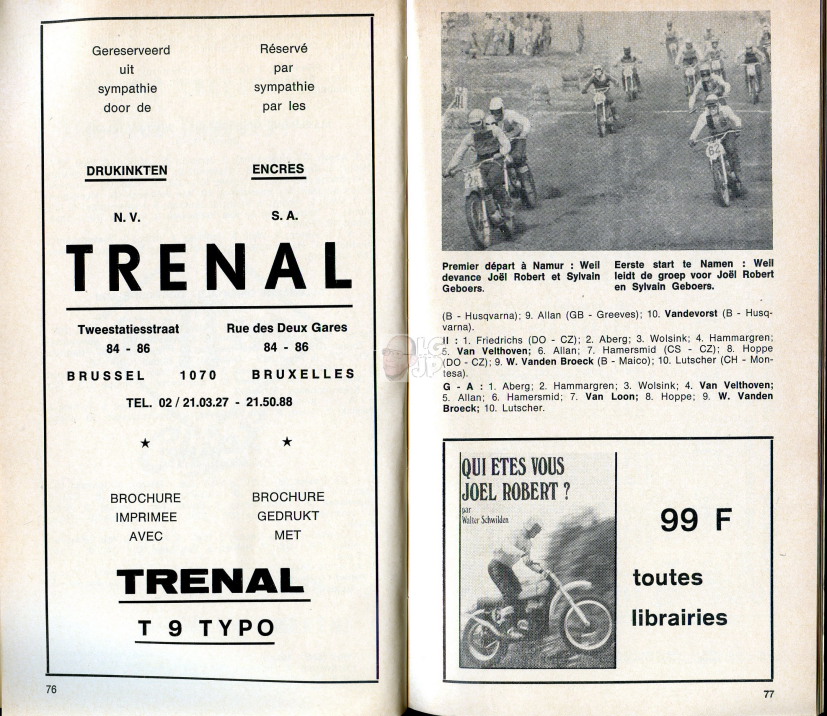 Gereserveerd
uit
sympathie
door de
Réservé
par
sympathie
par les
DRUKINKTEN
ENCRES
N. V.
S. A.
TRENAL
Tweestatiesstraat
84 - 86
Rue des Deux Gares
84 - 86
BRUSSEL 1070 BRUXELLES
TEL. 02 / 21.03.27 - 21.50.88
BROCHURE
IMPRIMEE
AVEC
BROCHURE
GEDRUKT
MET
TRENAL
T 9 TYPO
76
62
Premier départ à Namur : Weil
devance Joël Robert et Sylvain
Geboers.
Eerste start te Namen : Weil
leidt de groep voor Joël Robert
en Sylvain Geboers.
(B - Husqvarna); 9. Allan (GB - Greeves); 10. Vandevorst (B - Husq-
varna).
II : 1. Friedrichs (DO - CZ); 2. Aberg; 3. Wolsink; 4. Hammargren;
5. Van Velthoven; 6. Allan; 7. Hamersmid (CS - CZ); 8. Hoppe
(DO - CZ); 9. W. Vanden Broeck (B - Maico); 10. Lutscher (CH - Mon-
tesa).
G - A : 1. Aberg; 2. Hammargren; 3. Wolsink; 4. Van Velthoven;
5. Allan; 6. Hamersmid; 7. Van Loon; 8. Hoppe; 9. W. Vanden
Broeck; 10. Lutscher.
LG
JP
QUI ETES VOUS
JOEL ROBERT ?
par
Walter Schwilden
6
99 F
toutes
librairies
77